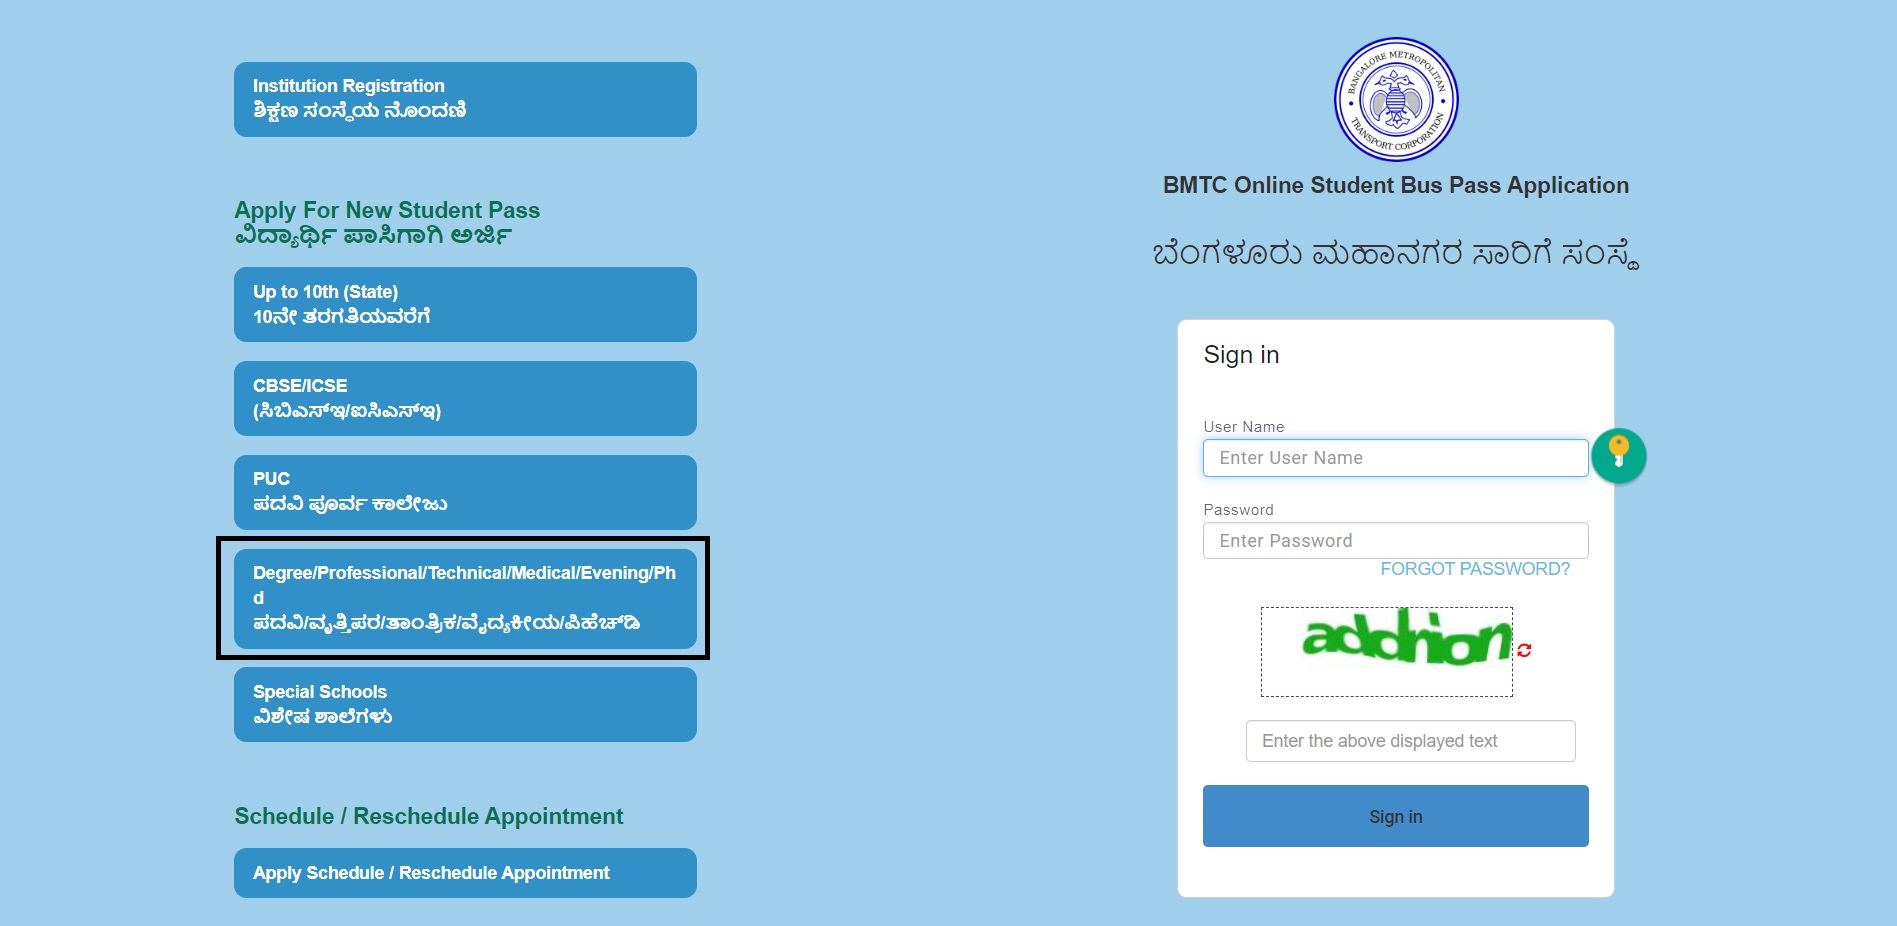 Institution Registration
ಶಿಕ್ಷಣ ಸಂಸ್ಥೆಯ ನೊಂದಣಿ
Apply For New Student Pass
ವಿದ್ಯಾರ್ಥಿ ಪಾಸಿಗಾಗಿ ಅರ್ಜಿ
Up to 10th (State)
10ನೇ ತರಗತಿಯವರೆಗೆ
CBSE/ICSE
(ಸಿಬಿಎಸ್ಇ/ಐಸಿಎಸ್ಇ)
PUC
ಪದವಿ ಪೂರ್ವ ಕಾಲೇಜು
Degree/Professional/Technical/Medical/Evening/Ph
d
ಪದವಿ/ವೃತ್ತಿಪರ/ತಾಂತ್ರಿಕ/ವೈದ್ಯಕೀಯ/ಪಿಹೆಚ್‌ಡಿ
Special Schools
ವಿಶೇಷ ಶಾಲೆಗಳು
Schedule / Reschedule Appointment
Apply Schedule / Reschedule Appointment
BANGALORE METROPOLITAN
TRANSPORT CORPORATION
BMTC Online Student Bus Pass Application
ಬೆಂಗಳೂರು ಮಹಾನಗರ ಸಾರಿಗೆ ಸಂಸ್ಥೆ
Sign in
User Name
Enter User Name
Password
Enter Password
FORGOT PASSWORD?
Enter the above displayed text
Sign in